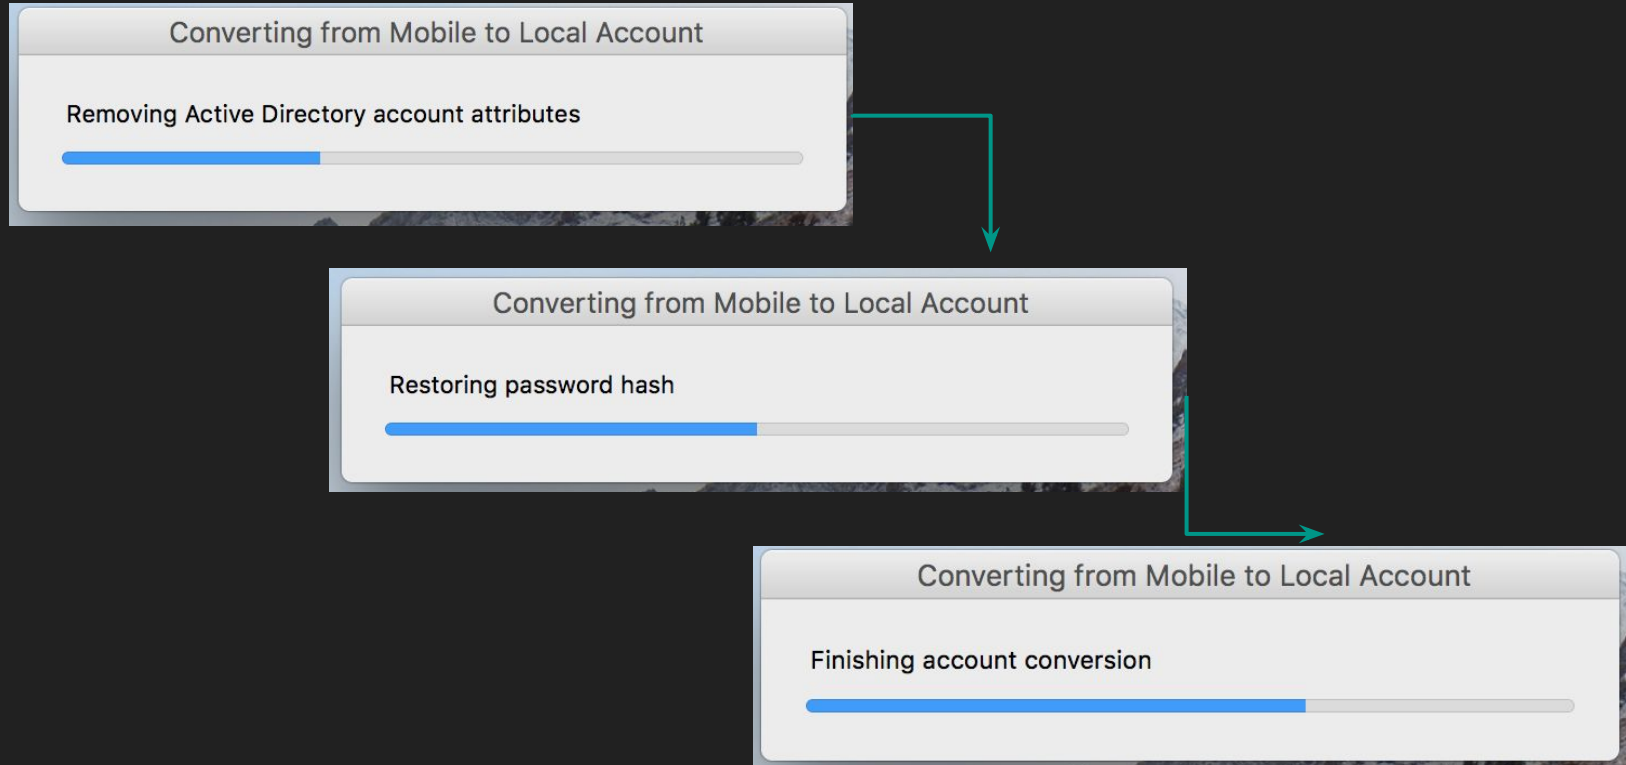 Converting from Mobile to Local Account
Removing Active Directory account attributes
Converting from Mobile to Local Account
Restoring password hash
Converting from Mobile to Local Account
Finishing account conversion